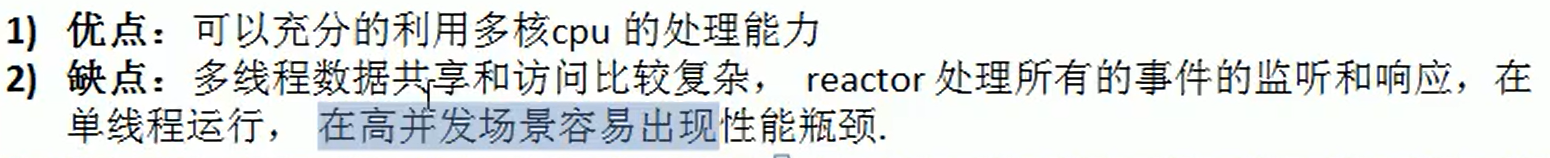 1) 优点：可以充分的利用多核cpu 的处理能力
2) 缺点：多线程数据共享和访问比较复杂， reactor 处理所有的事件的监听和响应，在
单线程运行， 在高并发场景容易出现性能瓶颈.